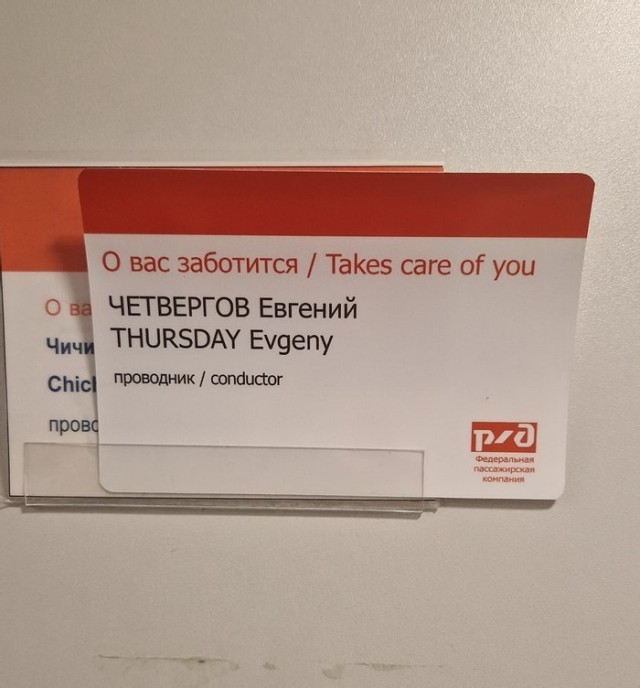 О вас заботится / Takes care of you
ЧЕТВЕРГОВ Евгений
THURSDAY Evgeny
проводник / conductor
ржд
Федеральная
пассажирская
компания
О ва
Чичи
Chicl
прово